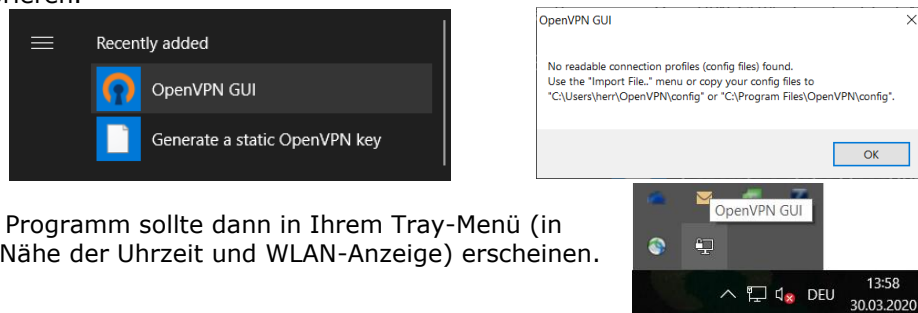 Recently added
OpenVPN GUI
Generate a static OpenVPN key
OpenVPN GUI
No readable connection profiles (config files) found.
Use the "Import File.." menu or copy your config files to
"C:\Users\herr\OpenVPN\config" or "C:\Program Files\OpenVPN\config".
OK
Programm sollte dann in Ihrem Tray-Menü (in
Nähe der Uhrzeit und WLAN-Anzeige) erscheinen.
OpenVPN GUI
DEU
13:58
30.03.2020